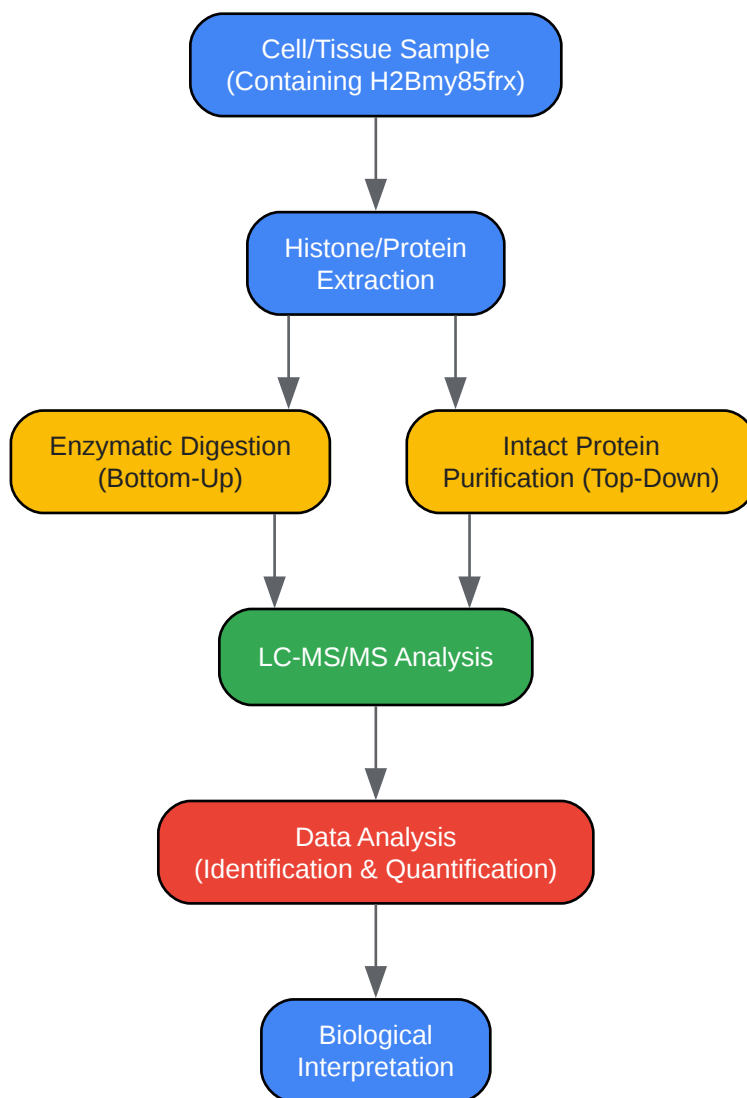 Cell/Tissue Sample
(Containing H2Bmy85frx)
Histone/Protein
Extraction
Enzymatic Digestion
(Bottom-Up)
Intact Protein
Purification (Top-Down)
LC-MS/MS Analysis
Data Analysis
(Identification & Quantification)
Biological
Interpretation